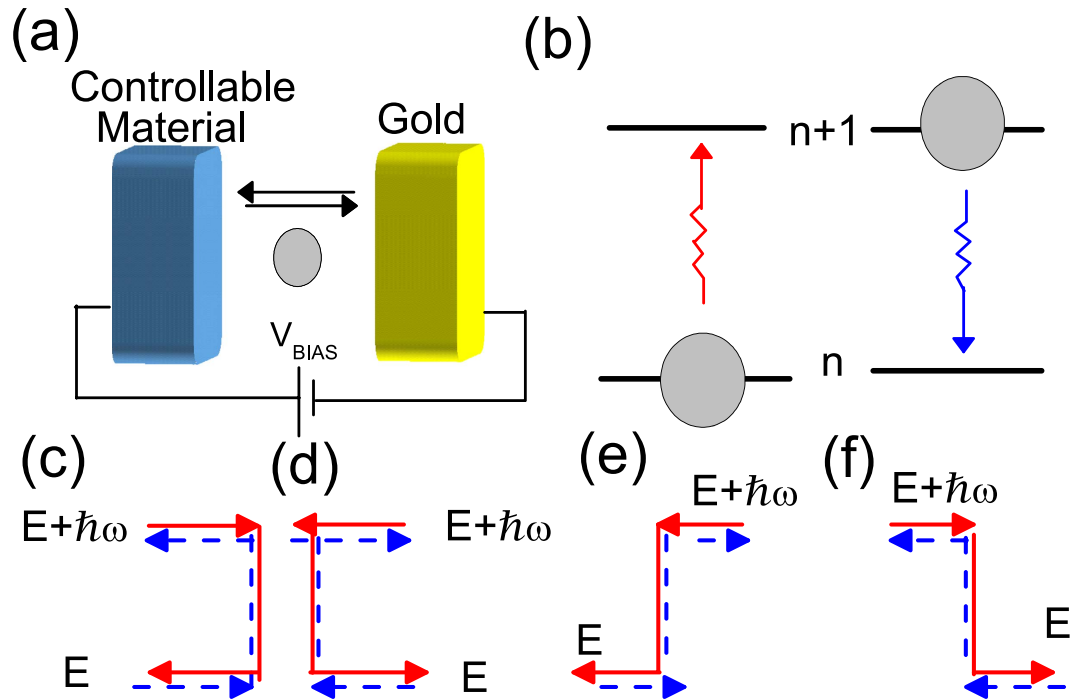 (a)
Controllable
Material
Gold
V_BIAS
(b)
n+1
n
(c)
E+ħω
E
(d)
E+ħω
E
(e)
E+ħω
E
(f)
E+ħω
E